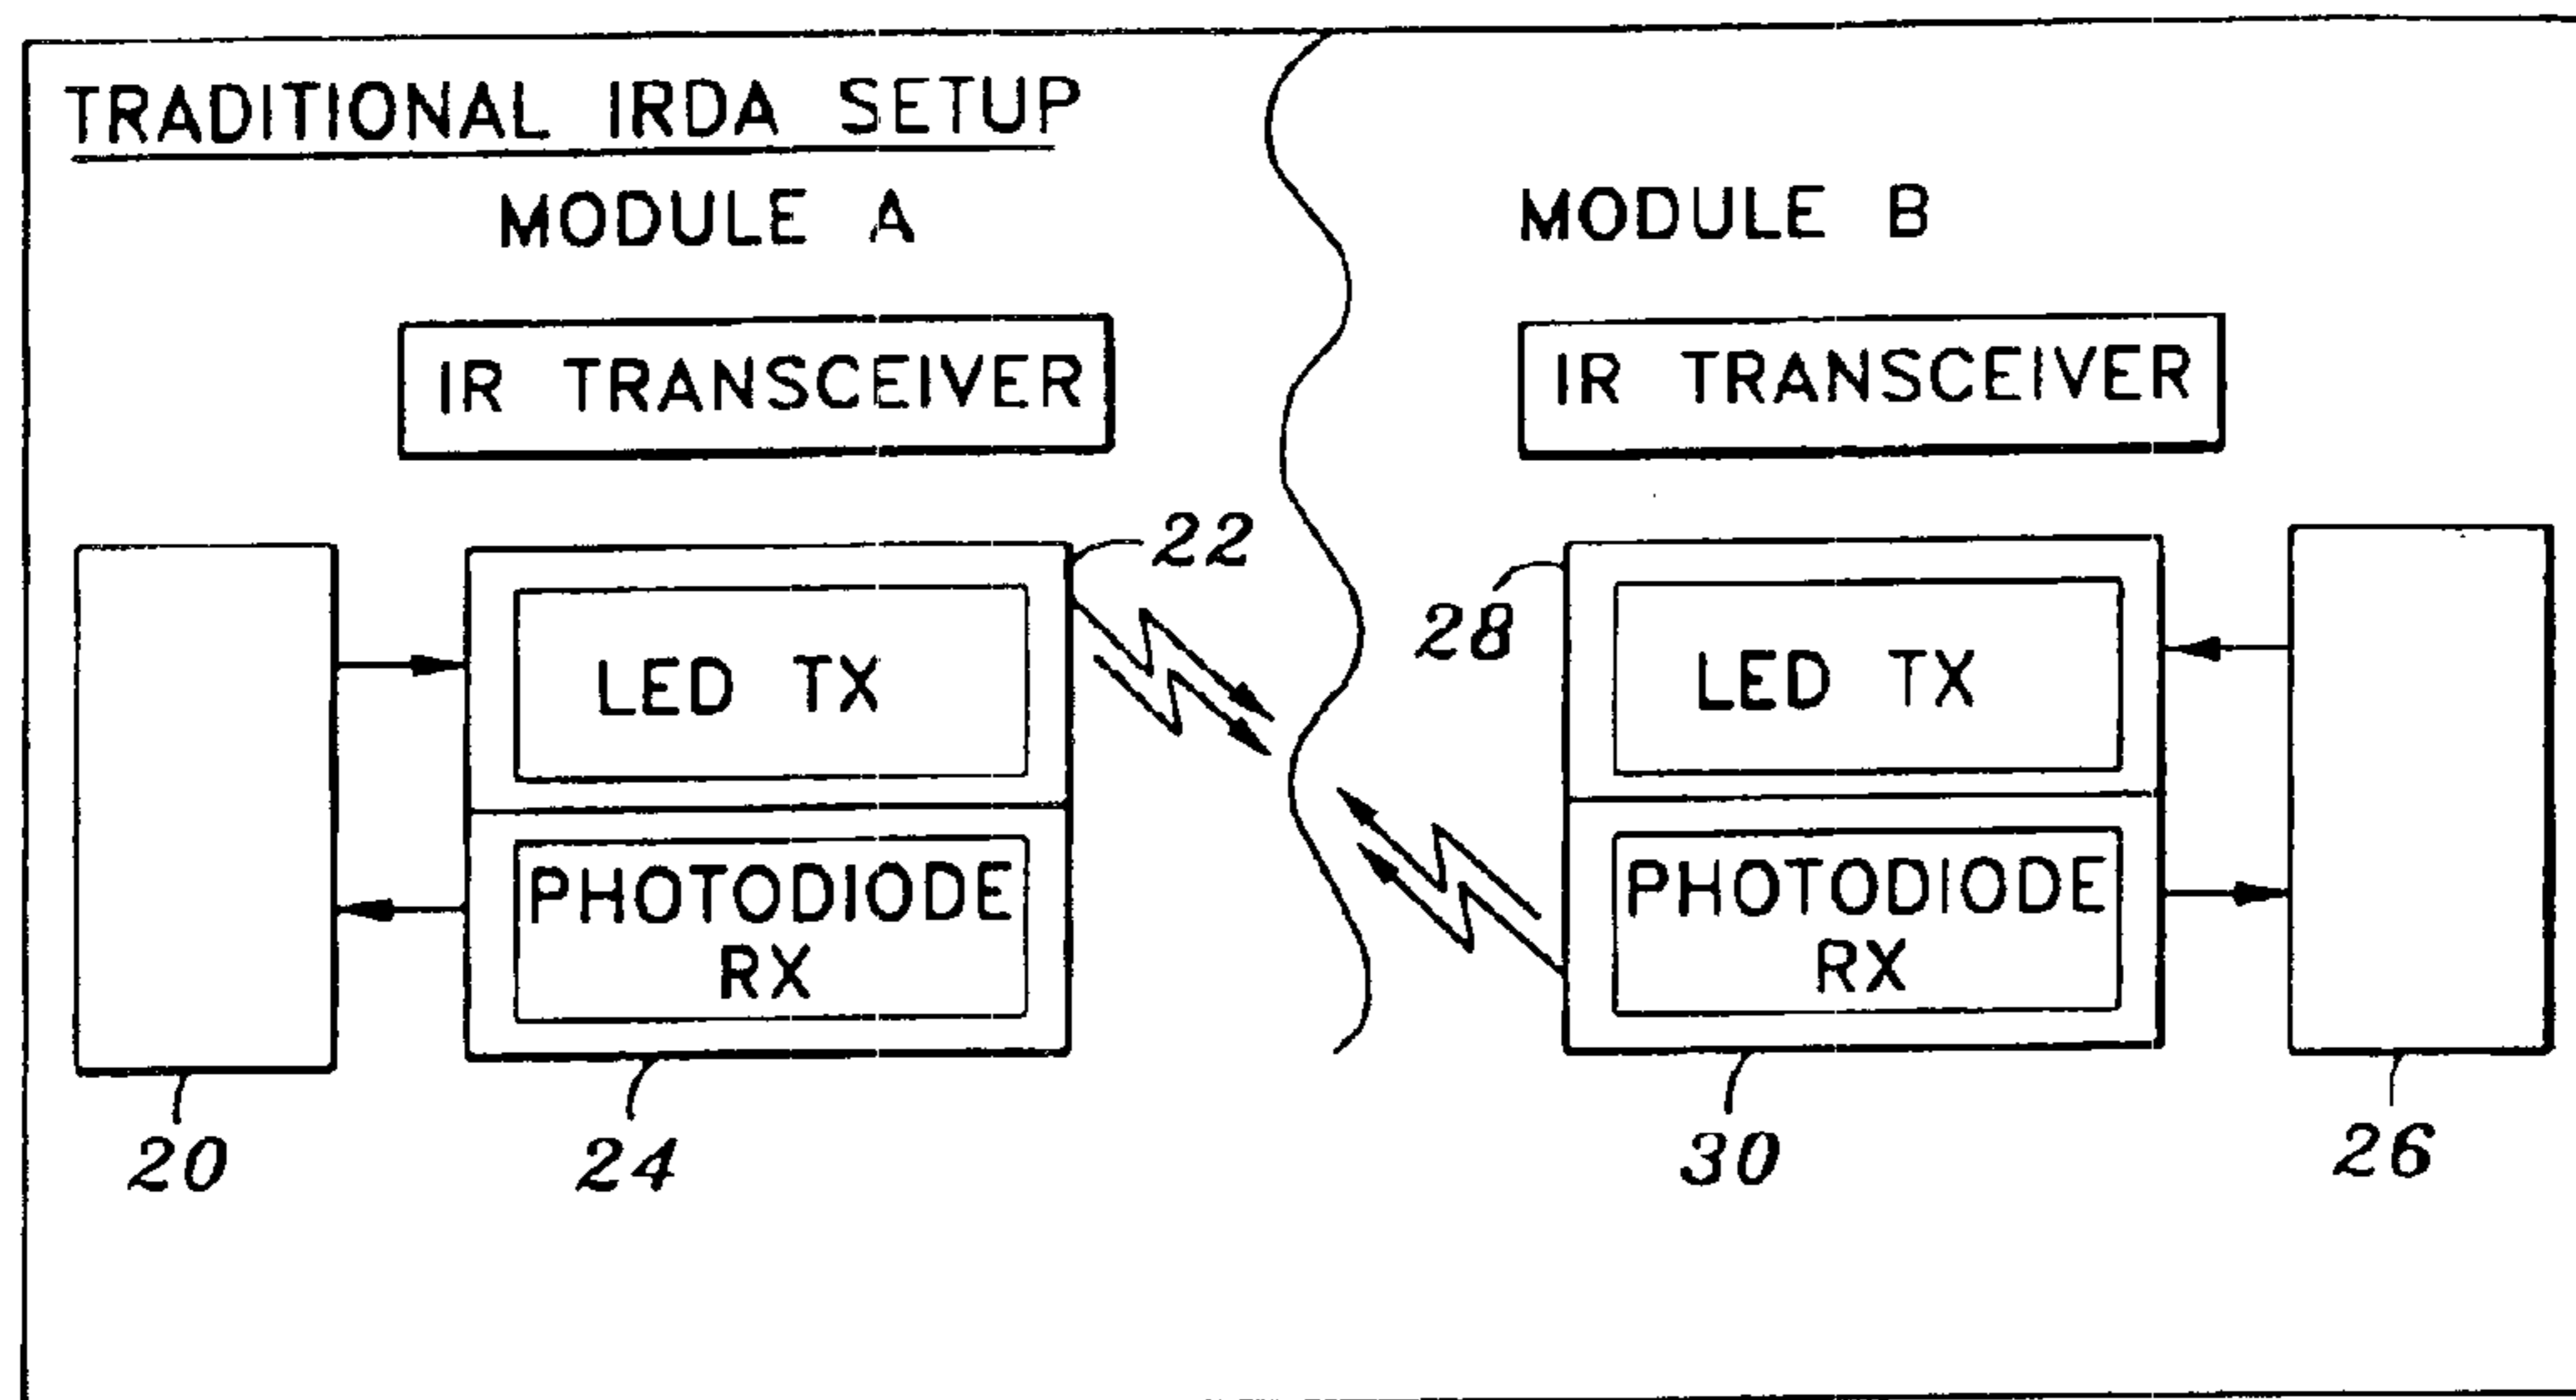 TRADITIONAL IRDA SETUP
MODULE A
MODULE B
IR TRANSCEIVER
IR TRANSCEIVER
22
28
LED TX
LED TX
PHOTODIODE
RX
PHOTODIODE
RX
20
24
30
26